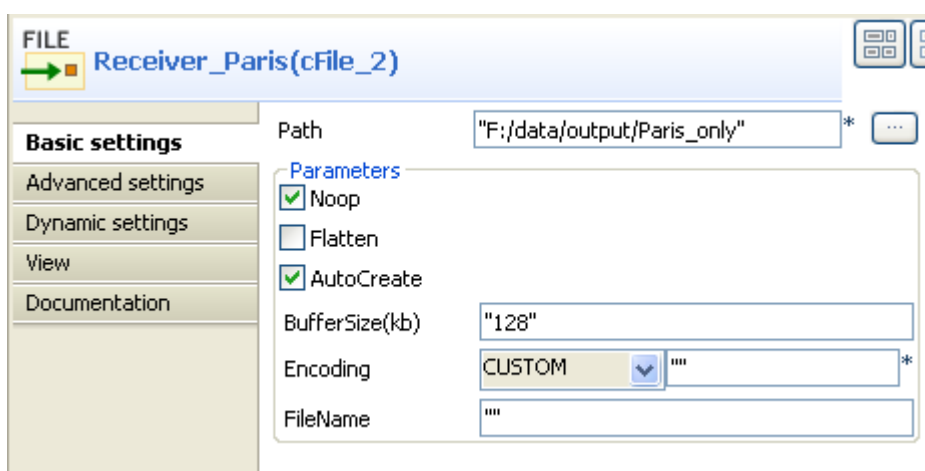 FILE
Receiver_Paris(cFile_2)
Basic settings
Advanced settings
Dynamic settings
View
Documentation
Path "F:/data/output/Paris_only" * ...
Parameters
Noop
Flatten
AutoCreate
BufferSize(kb) "128"
Encoding CUSTOM "" *
FileName ""